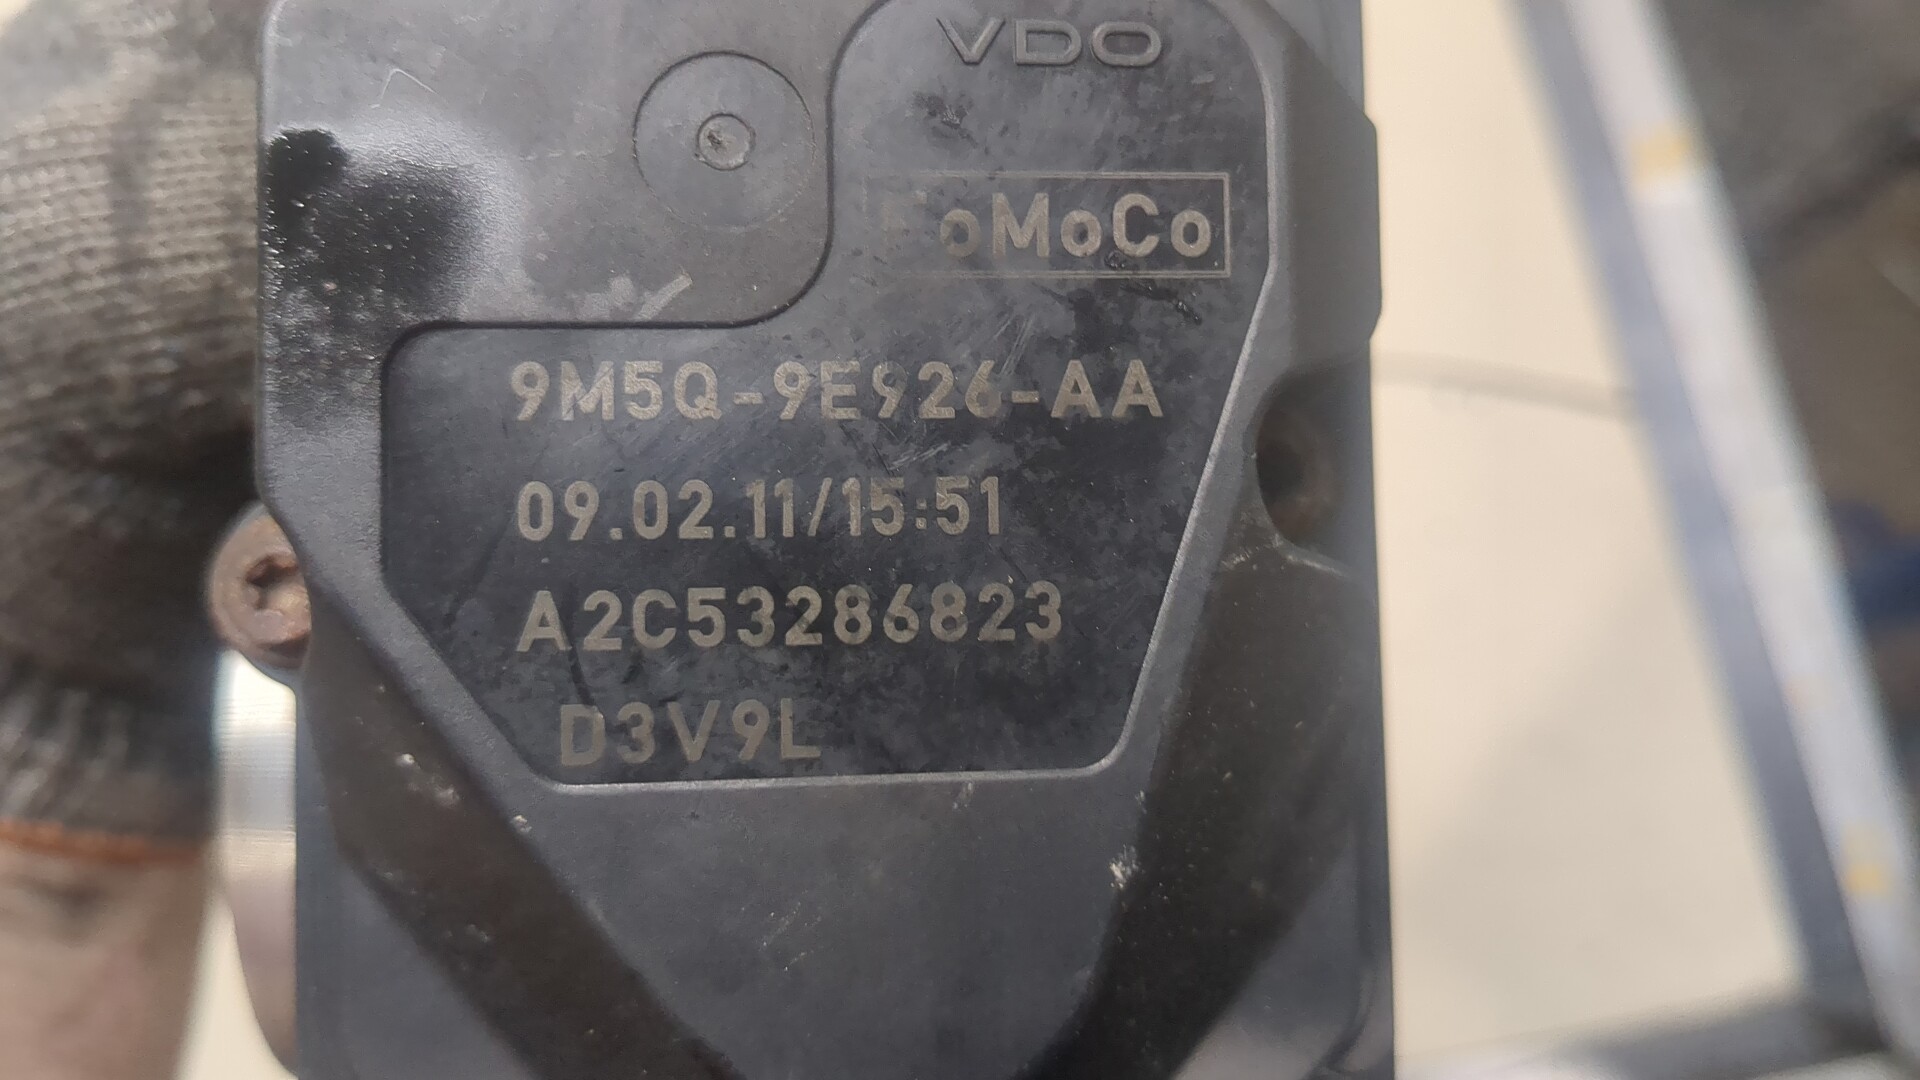 VDO
FoMoCo
9M5Q-9E926-AA
09.02.11/15:51
A2C53286823
D3V9L